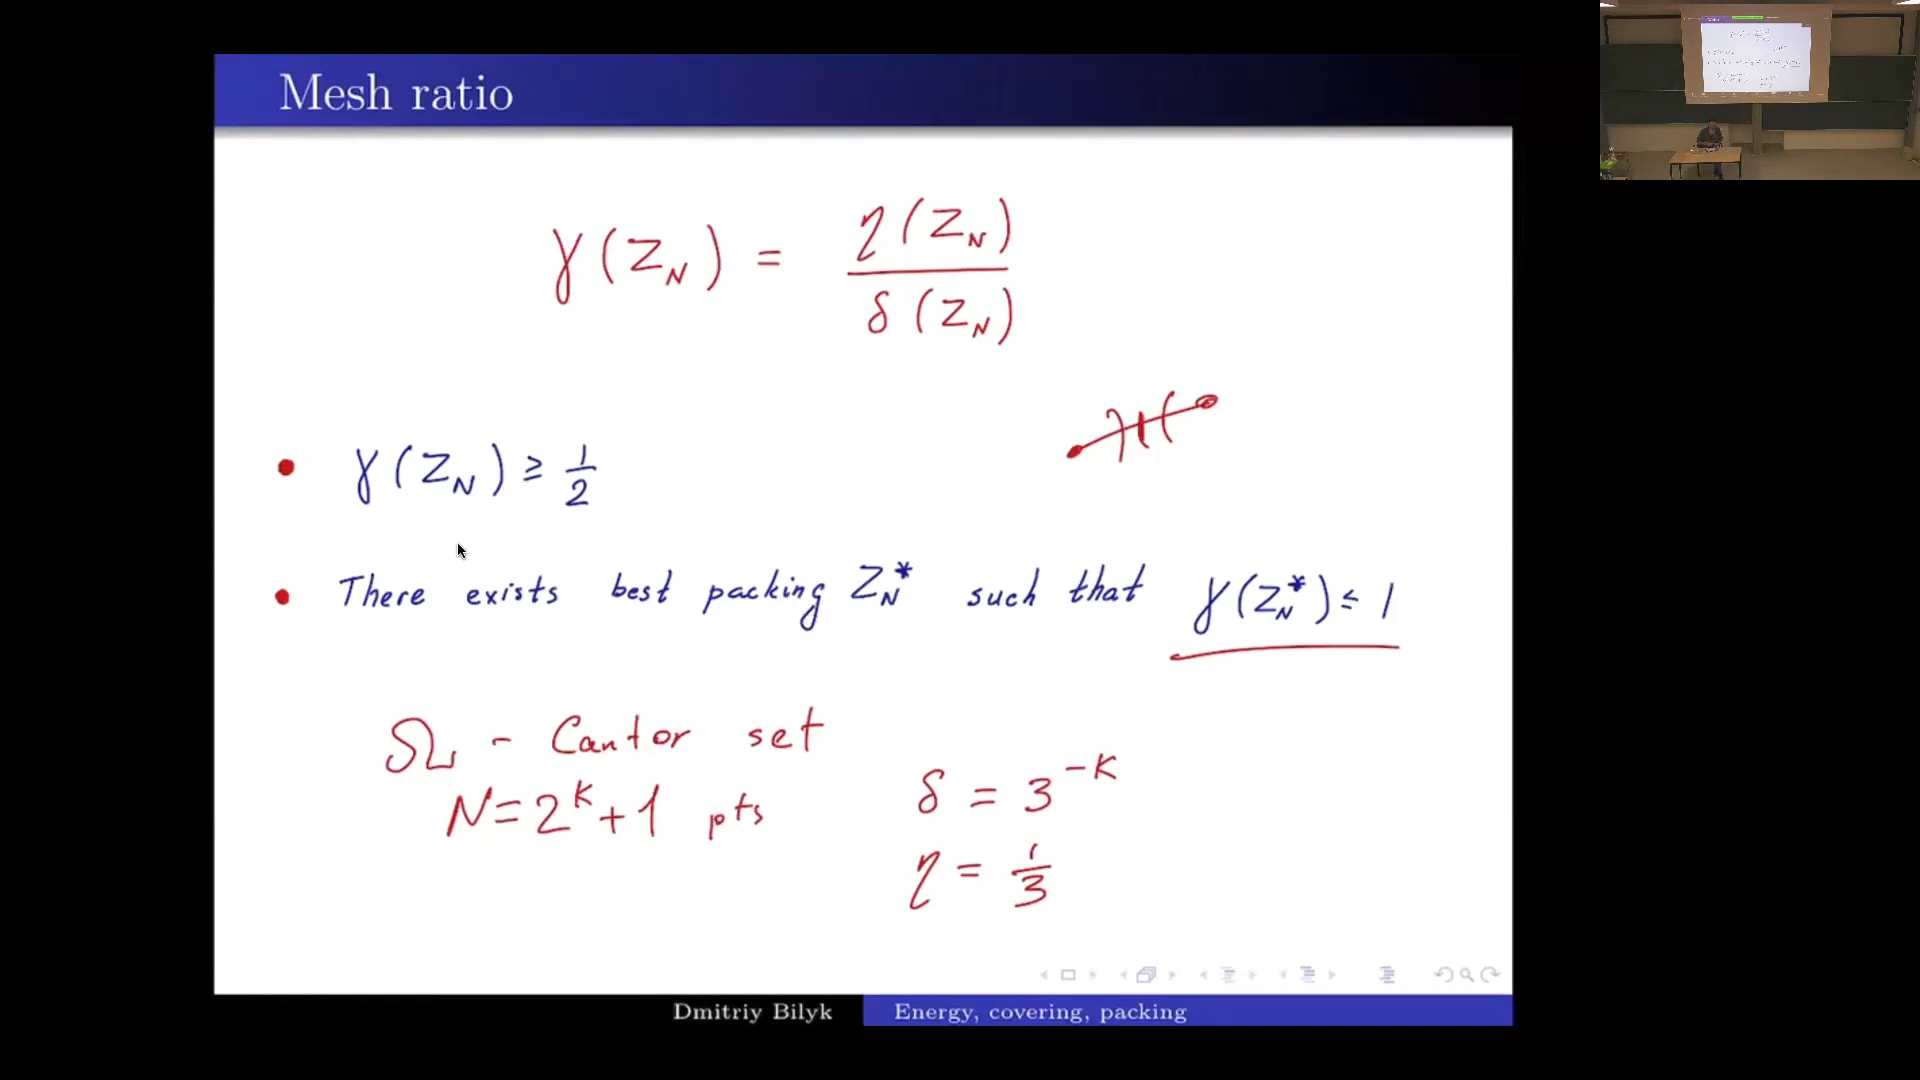 Mesh ratio
γ(Z_N) = η(Z_N) / δ(Z_N)
• γ(Z_N) ≥ 1/2
• There exists best packing Z_N^* such that γ(Z_N^*) ≤ 1
Ω - Cantor set
N = 2^k + 1 pts
δ = 3^{-k}
η = 1/3
Dmitriy Bilyk
Energy, covering, packing